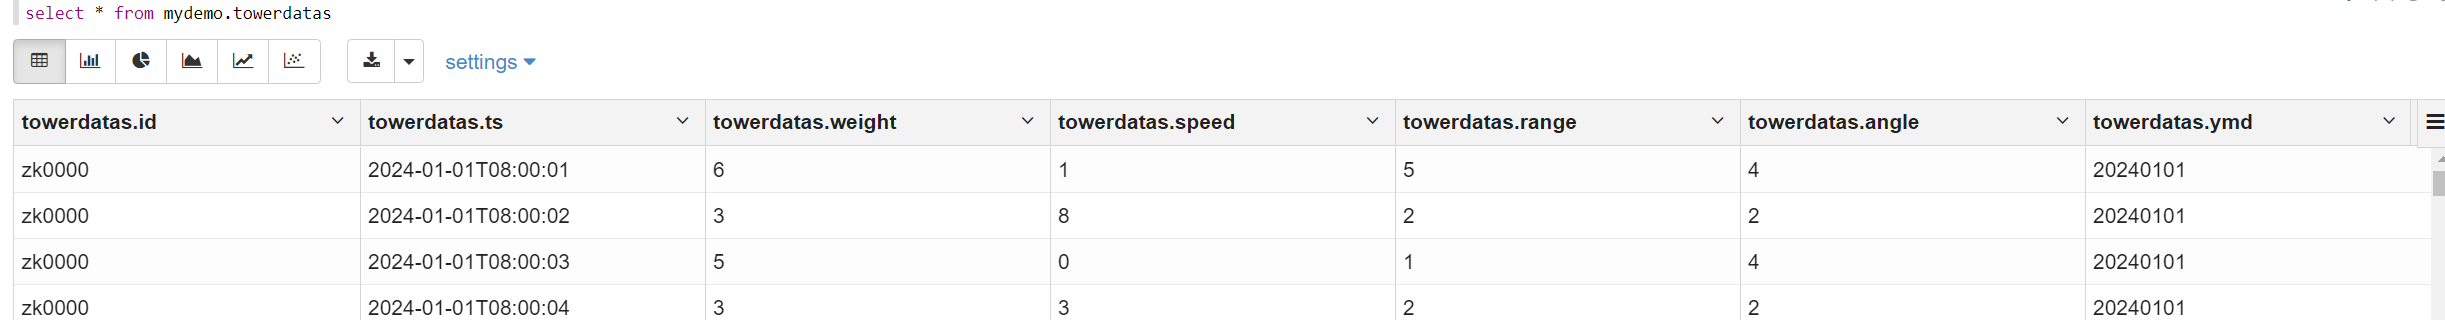 select * from mydemo.towerdatas
settings
towerdatas.id towerdatas.ts towerdatas.weight towerdatas.speed towerdatas.range towerdatas.angle towerdatas.ymd
zk0000 2024-01-01T08:00:01 6 1 5 4 20240101
zk0000 2024-01-01T08:00:02 3 8 2 2 20240101
zk0000 2024-01-01T08:00:03 5 0 1 4 20240101
zk0000 2024-01-01T08:00:04 3 3 2 2 20240101